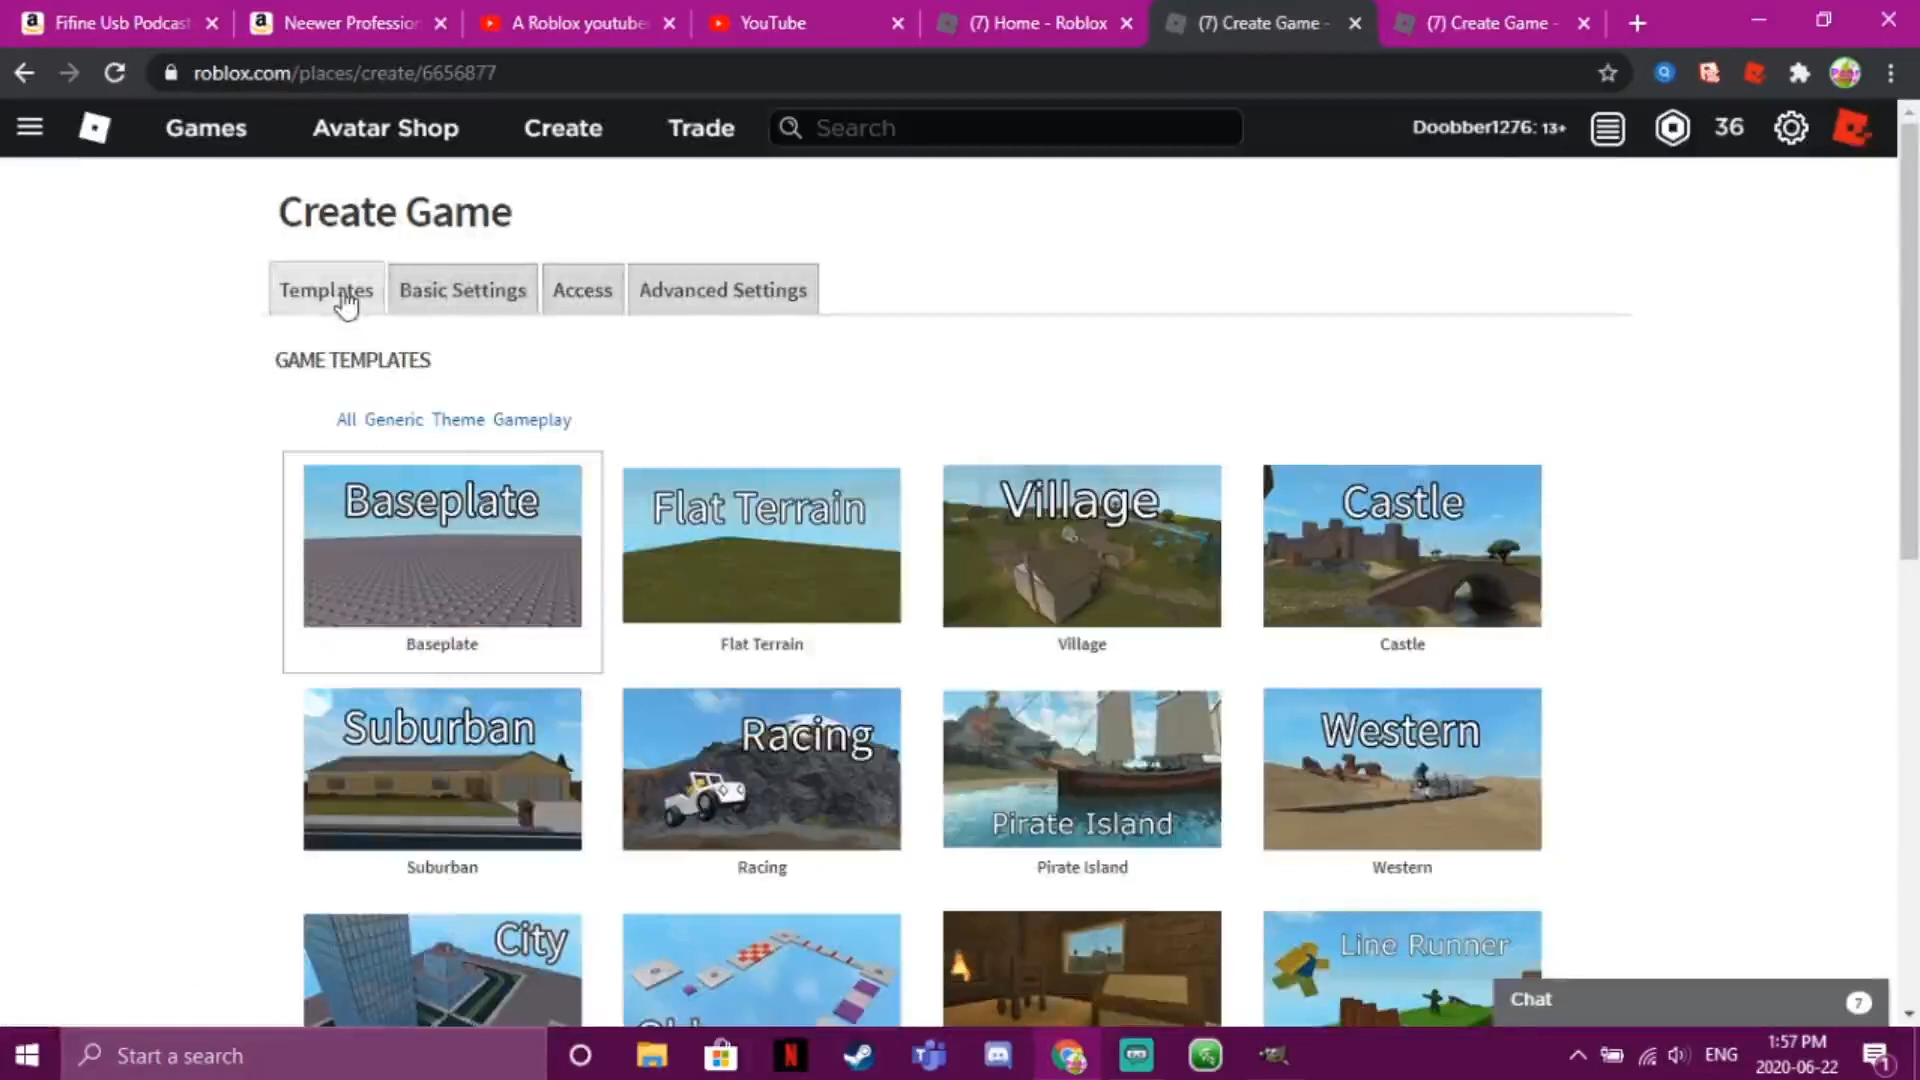 Fifine Usb Podcast
Neewer Profession
A Roblox youtube
YouTube
(7) Home - Roblox
(7) Create Game -
(7) Create Game -
roblox.com/places/create/6656877
Games
Avatar Shop
Create
Trade
Search
Doobber1276: 13+
36
Create Game
Templates
Basic Settings
Access
Advanced Settings
GAME TEMPLATES
All Generic Theme Gameplay
Baseplate
Flat Terrain
Village
Castle
Baseplate
Flat Terrain
Village
Castle
Suburban
Racing
Pirate Island
Western
Suburban
Racing
Pirate Island
Western
City
Line Runner
Chat
7
Start a search
ENG
1:57 PM
2020-06-22
1